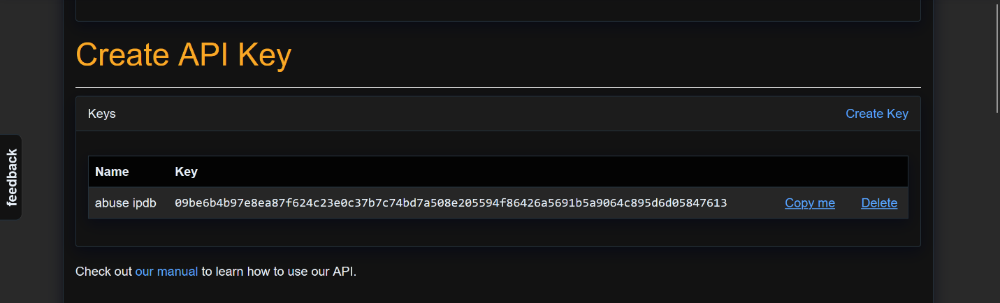 Create API Key
Keys
Create Key
feedback
Name Key
abuse ipdb 09be6b4b97e8ea87f624c23e0c37b7c74bd7a508e205594f86426a5691b5a9064c895d6d05847613 Copy me Delete
Check out our manual to learn how to use our API.